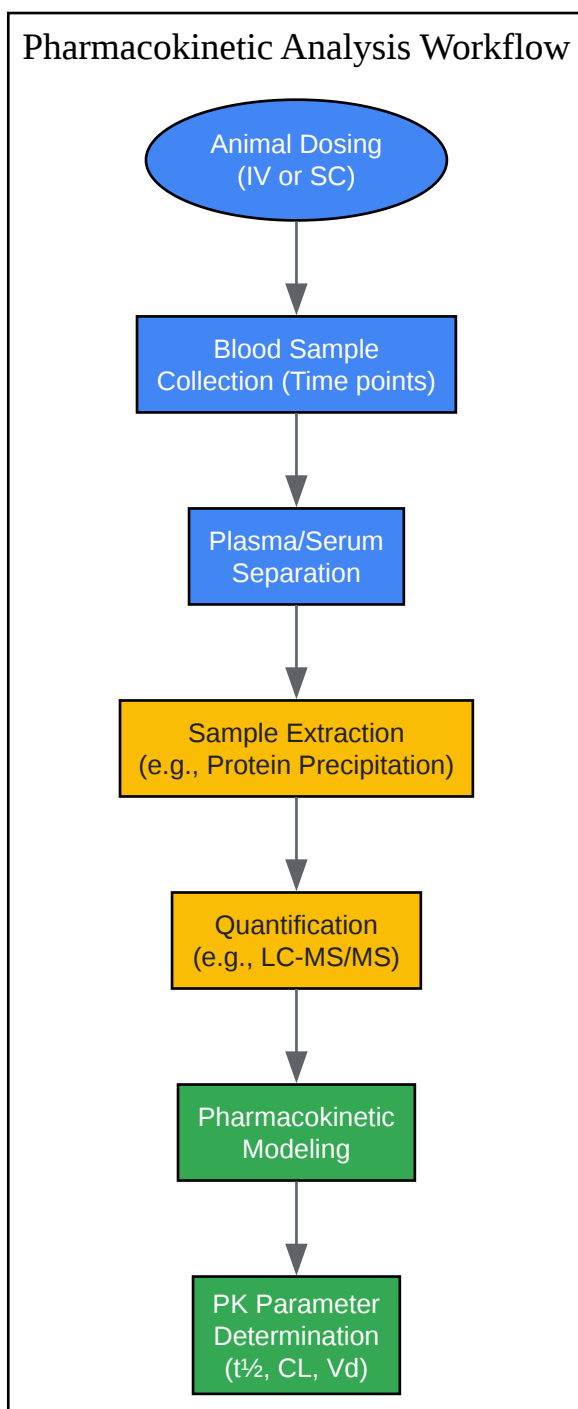 Pharmacokinetic Analysis Workflow
Animal Dosing
(IV or SC)
Blood Sample
Collection (Time points)
Plasma/Serum
Separation
Sample Extraction
(e.g., Protein Precipitation)
Quantification
(e.g., LC-MS/MS)
Pharmacokinetic
Modeling
PK Parameter
Determination
(t½, CL, Vd)